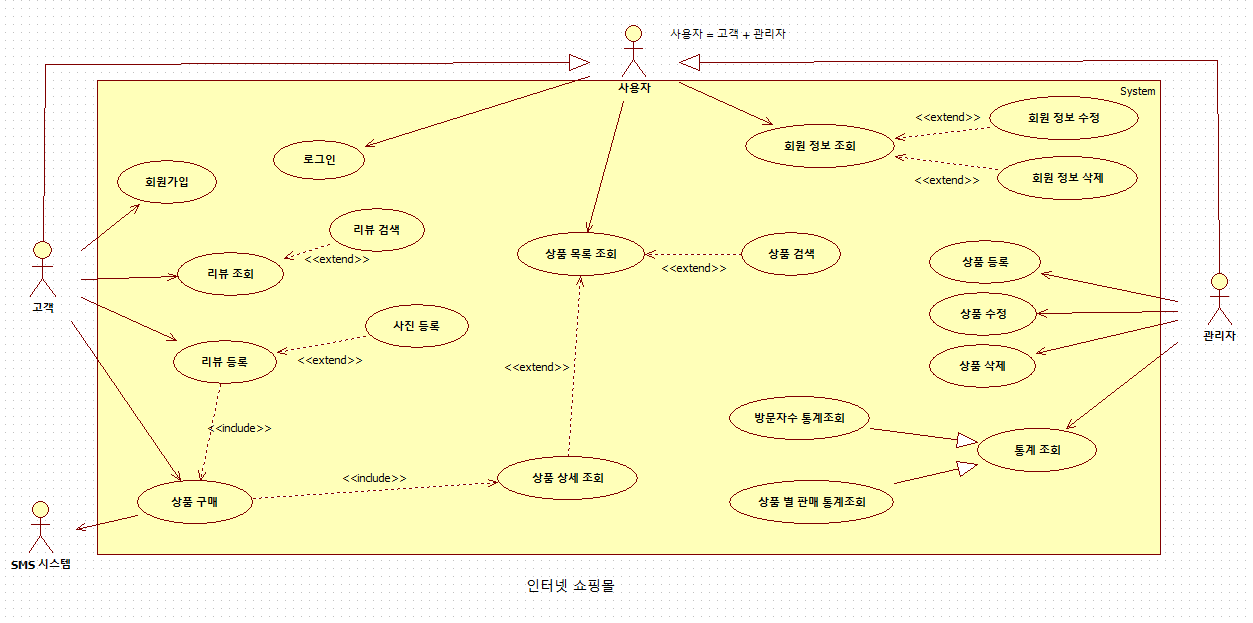 사용자 = 고객 + 관리자
사용자
System
회원 정보 수정
<<extend>>
회원 정보 조회
로그인
회원 정보 삭제
<<extend>>
회원가입
리뷰 검색
<<extend>>
리뷰 조회
상품 목록 조회
상품 검색
<<extend>>
상품 등록
고객
상품 수정
관리자
사진 등록
리뷰 등록
<<extend>>
<<extend>>
상품 삭제
방문자수 통계조회
<<include>>
통계 조회
<<include>>
상품 상세 조회
상품 구매
상품 별 판매 통계조회
SMS 시스템
인터넷 쇼핑몰